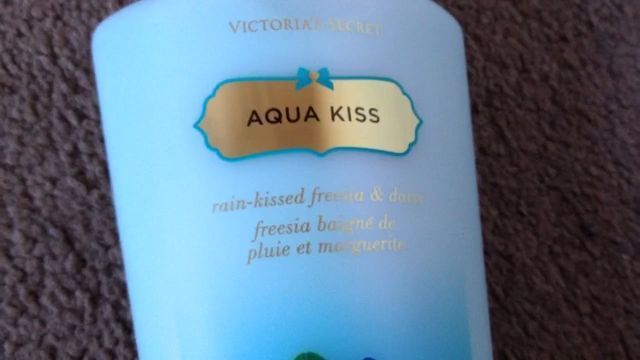 VICTORIA'S SECRET
AQUA KISS
rain-kissed freesia & daisy
freesia baigné de
pluie et marguerite